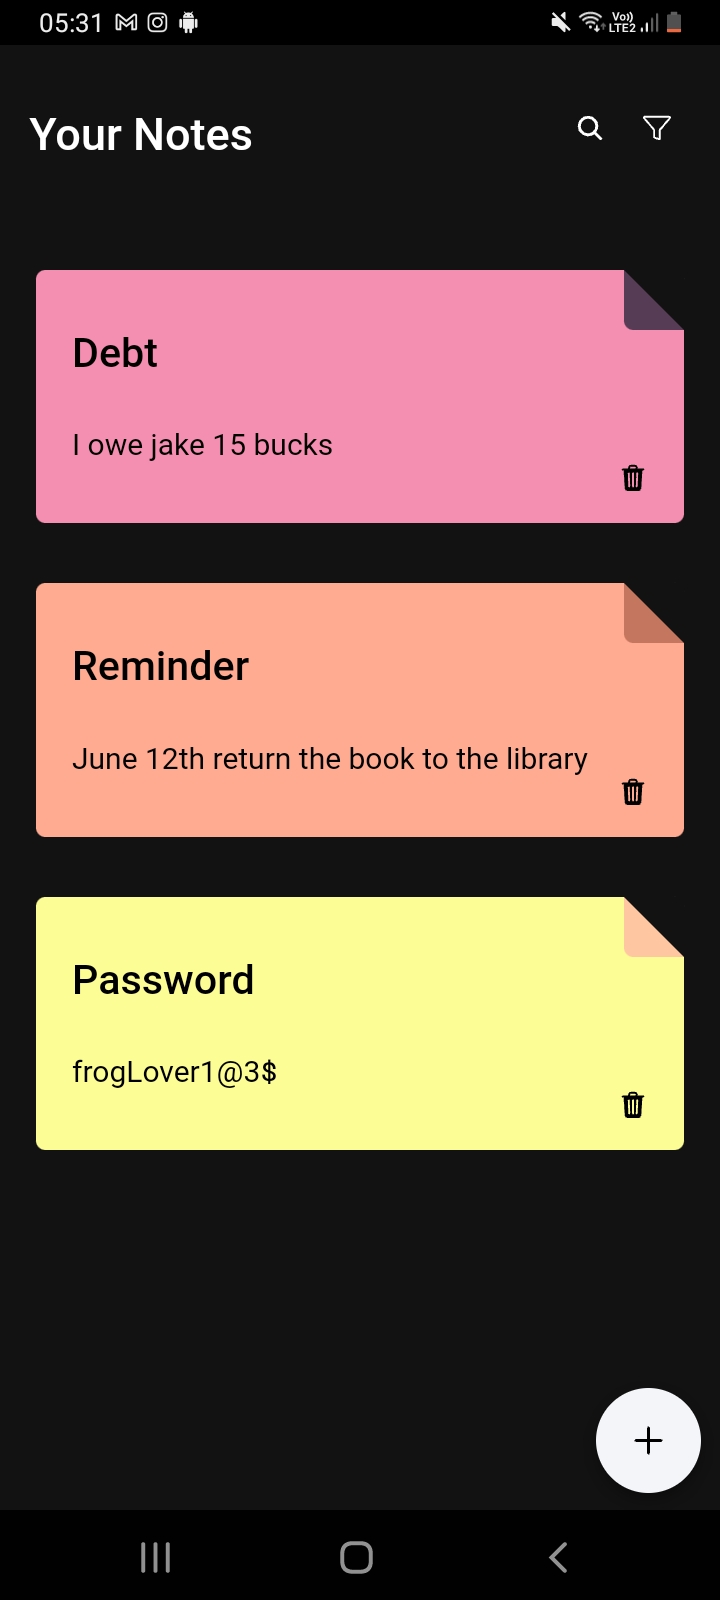 05:31
Vo)) LTE2
Your Notes
Debt
I owe jake 15 bucks
Reminder
June 12th return the book to the library
Password
frogLover1@3$